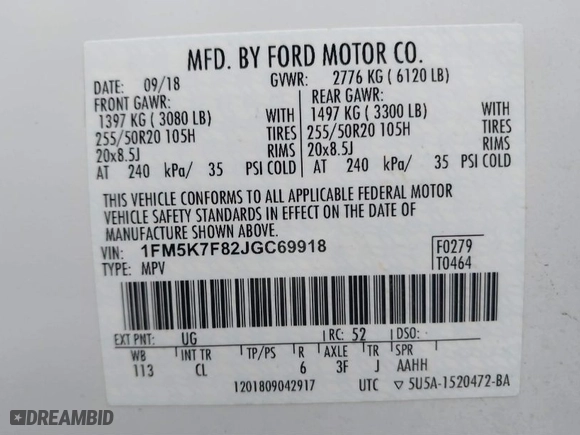 MFD. BY FORD MOTOR CO.
DATE: 09/18 GVWR: 2776 KG ( 6120 LB)
FRONT GAWR: REAR GAWR:
1397 KG ( 3080 LB) WITH 1497 KG ( 3300 LB) WITH
255/50R20 105H TIRES 255/50R20 105H TIRES
20x8.5J RIMS 20x8.5J RIMS
AT 240 kPa/ 35 PSI COLD AT 240 kPa/ 35 PSI COLD
THIS VEHICLE CONFORMS TO ALL APPLICABLE FEDERAL MOTOR
VEHICLE SAFETY STANDARDS IN EFFECT ON THE DATE OF
MANUFACTURE SHOWN ABOVE.
VIN: 1FM5K7F82JGC69918 F0279
TYPE: MPV T0464
EXT PNT: UG RC: 52 DSO:
WB INT TR TP/PS R AXLE TR SPR
113 CL 6 3F J AAHH
1201809042917 UTC ▽ 5U5A-1520472-BA
DREAMBID